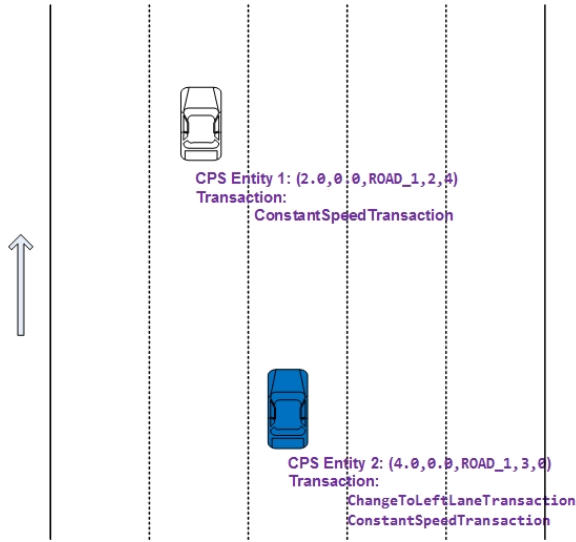 CPS Entity 1: (2.0,0.0,ROAD_1,2,4)
Transaction:
ConstantSpeedTransaction
CPS Entity 2: (4.0,0.0,ROAD_1,3,0)
Transaction:
ChangeToLeftLaneTransaction
ConstantSpeedTransaction